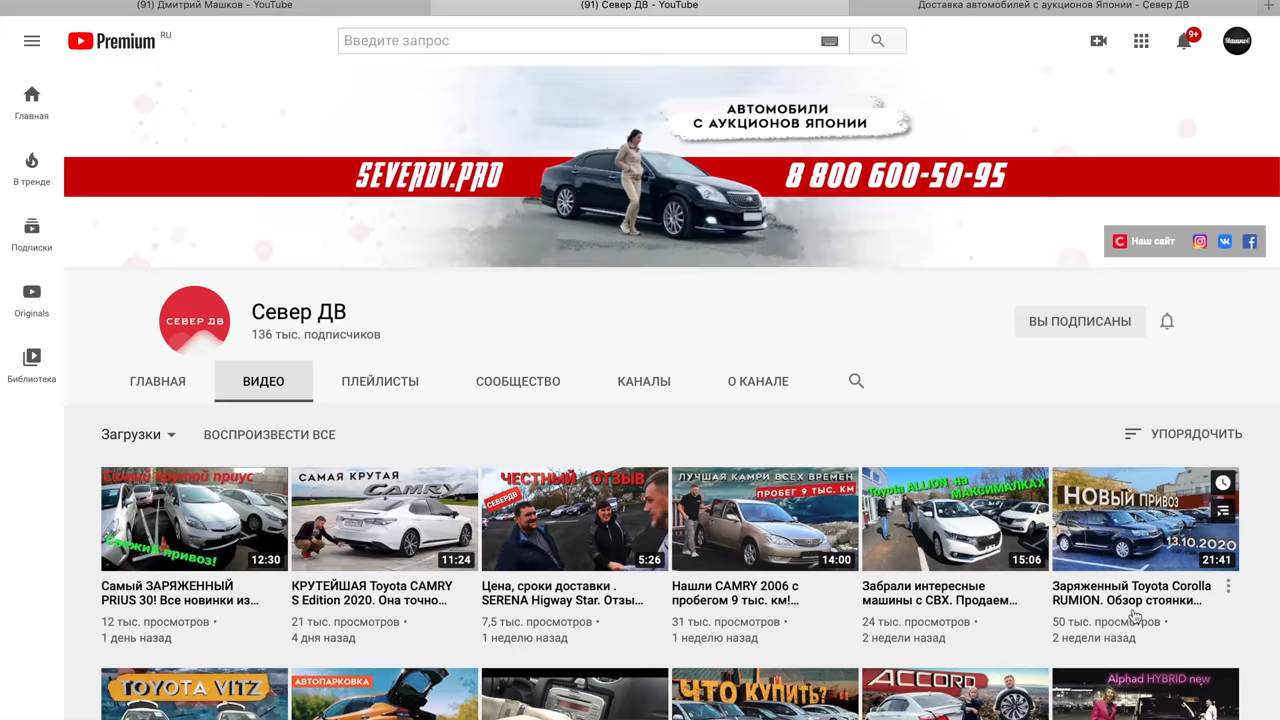 (91) Дмитрий Машков - YouTube
(91) Север ДВ - YouTube
Доставка автомобилей с аукционов Японии - Север ДВ
Premium RU
Введите запрос
9+
Машков
Главная
В тренде
Подписки
Originals
Библиотека
АВТОМОБИЛИ
С АУКЦИОНОВ ЯПОНИИ
SEVERDV.PRO
8 800 600-50-95
Наш сайт
СЕВЕР ДВ
Север ДВ
136 тыс. подписчиков
ВЫ ПОДПИСАНЫ
ГЛАВНАЯ
ВИДЕО
ПЛЕЙЛИСТЫ
СООБЩЕСТВО
КАНАЛЫ
О КАНАЛЕ
Загрузки
ВОСПРОИЗВЕСТИ ВСЕ
УПОРЯДОЧИТЬ
Самый крутой приус
Свежий привоз!
12:30
САМАЯ КРУТАЯ
CAMRY
11:24
ЧЕСТНЫЙ ОТЗЫВ
СЕВЕРДВ
5:26
ЛУЧШАЯ КАМРИ ВСЕХ ВРЕМЕН
ПРОБЕГ 9 ТЫС. КМ
14:00
Toyota ALLION на МАКСИМАЛКАХ
15:06
НОВЫЙ ПРИВОЗ
13.10.2020
21:41
Самый ЗАРЯЖЕННЫЙ
PRIUS 30! Все новинки из...
12 тыс. просмотров •
1 день назад
КРУТЕЙШАЯ Toyota CAMRY
S Edition 2020. Она точно...
21 тыс. просмотров •
4 дня назад
Цена, сроки доставки .
SERENA Higway Star. Отзы...
7,5 тыс. просмотров •
1 неделю назад
Нашли CAMRY 2006 с
пробегом 9 тыс. км!...
31 тыс. просмотров •
1 неделю назад
Забрали интересные
машины с СВХ. Продаем...
24 тыс. просмотров •
2 недели назад
Заряженный Toyota Corolla
RUMION. Обзор стоянки...
50 тыс. просмотров •
2 недели назад
TOYOTA VITZ
АВТОПАРКОВКА
ЧТО КУПИТЬ?
ACCORD
Alphad HYBRID new